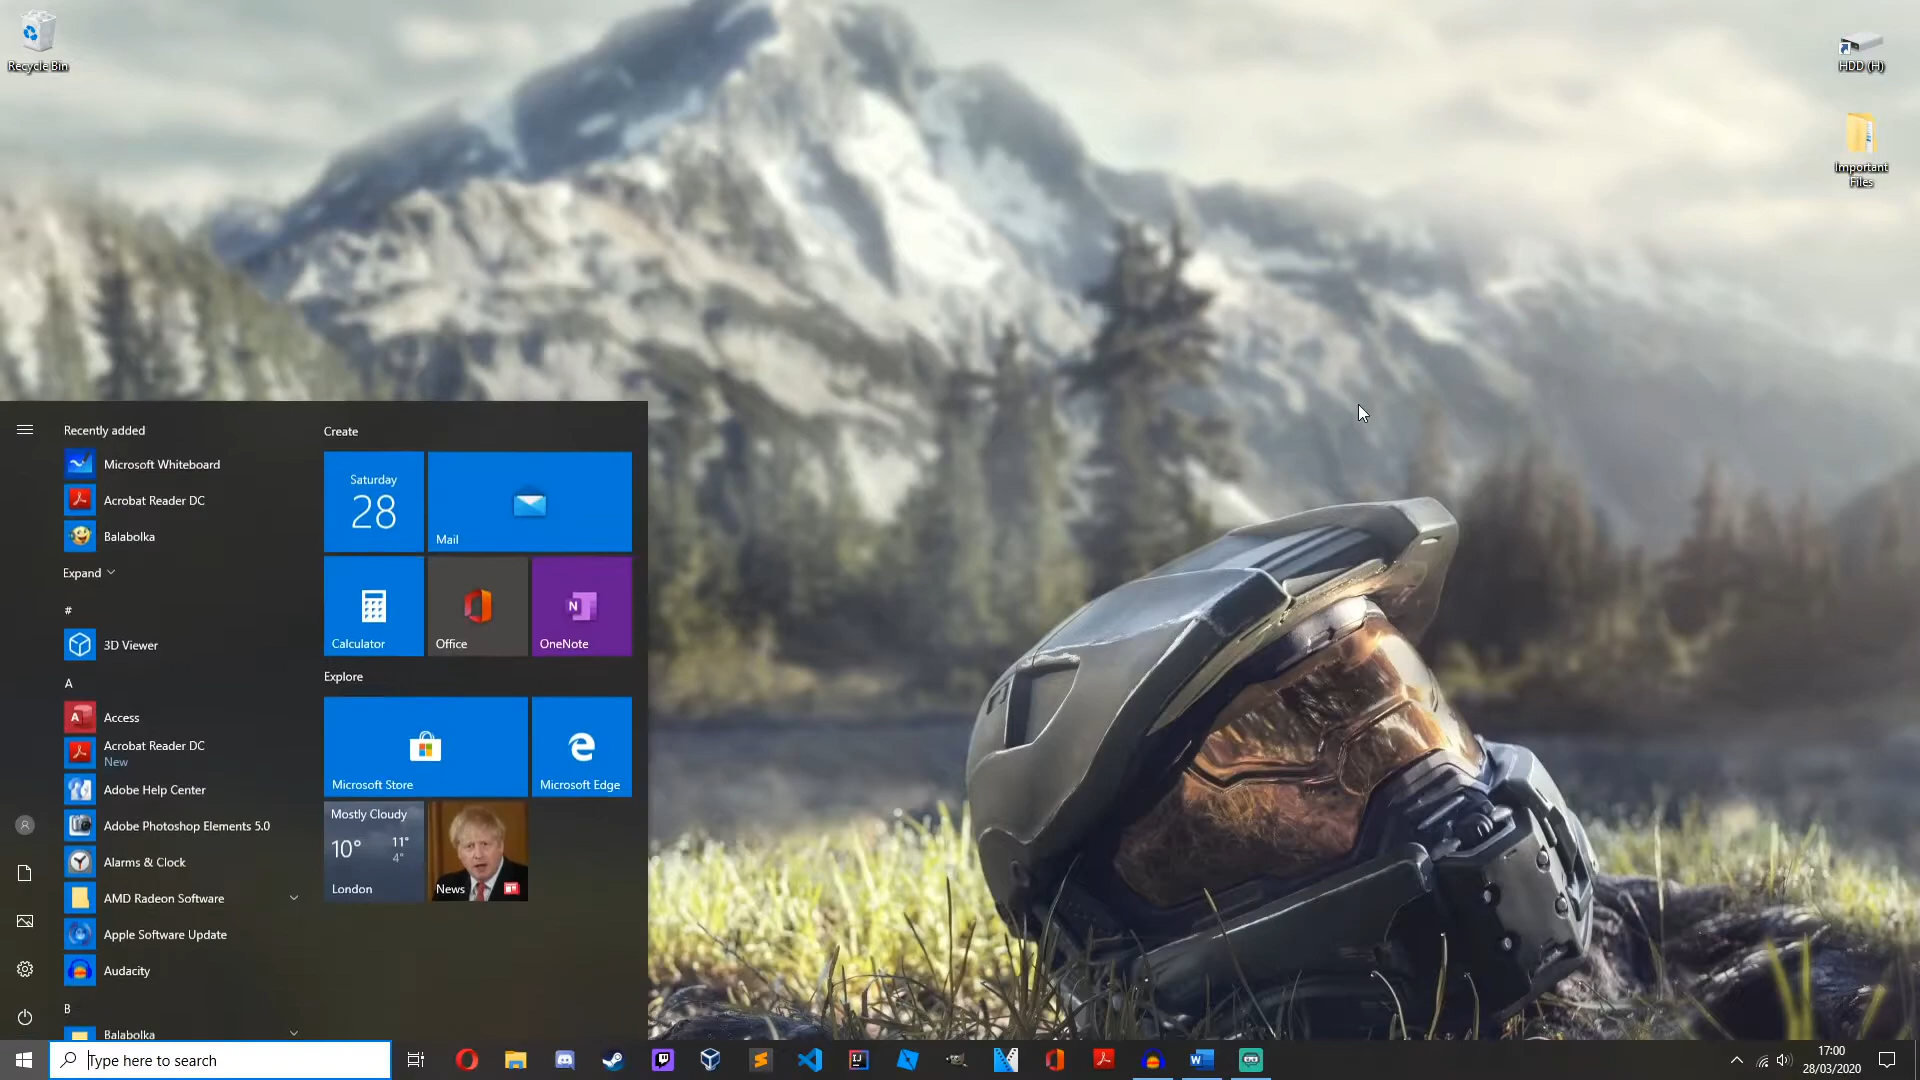 Recycle Bin
HDD (H)
Important
Files
Recently added
Microsoft Whiteboard
Acrobat Reader DC
Balabolka
Expand
#
3D Viewer
A
Access
Acrobat Reader DC
New
Adobe Help Center
Adobe Photoshop Elements 5.0
Alarms & Clock
AMD Radeon Software
Apple Software Update
Audacity
B
Balabolka
Create
Saturday
28
Mail
Calculator
Office
OneNote
Explore
Microsoft Store
Microsoft Edge
Mostly Cloudy
10° 11°
4°
London
News
Type here to search
17:00
28/03/2020